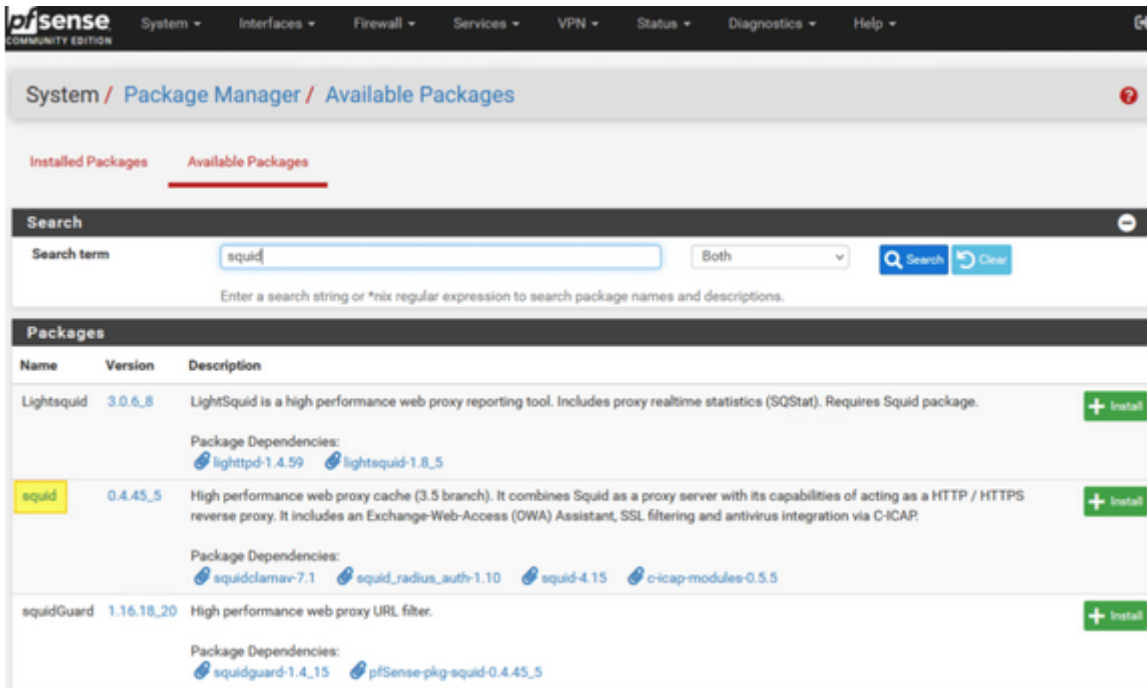 pfsense
COMMUNITY EDITION
System Interfaces Firewall Services VPN Status Diagnostics Help
System / Package Manager / Available Packages
Installed Packages Available Packages
Search
Search term squid Both Search Clear
Enter a search string or *nix regular expression to search package names and descriptions.
Packages
Name Version Description
Lightsquid 3.0.6_8 LightSquid is a high performance web proxy reporting tool. Includes proxy realtime statistics (SQStat). Requires Squid package. Install
Package Dependencies:
lighttpd-1.4.59 lightsquid-1.8_5
squid 0.4.45_5 High performance web proxy cache (3.5 branch). It combines Squid as a proxy server with its capabilities of acting as a HTTP / HTTPS Install
reverse proxy. It includes an Exchange-Web-Access (OWA) Assistant, SSL filtering and antivirus integration via C-ICAP.
Package Dependencies:
squidclamav-7.1 squid_radius_auth-1.10 squid-4.15 c-icap-modules-0.5.5
squidGuard 1.16.18_20 High performance web proxy URL filter. Install
Package Dependencies:
squidguard-1.4_15 pfSense-pkg-squid-0.4.45_5